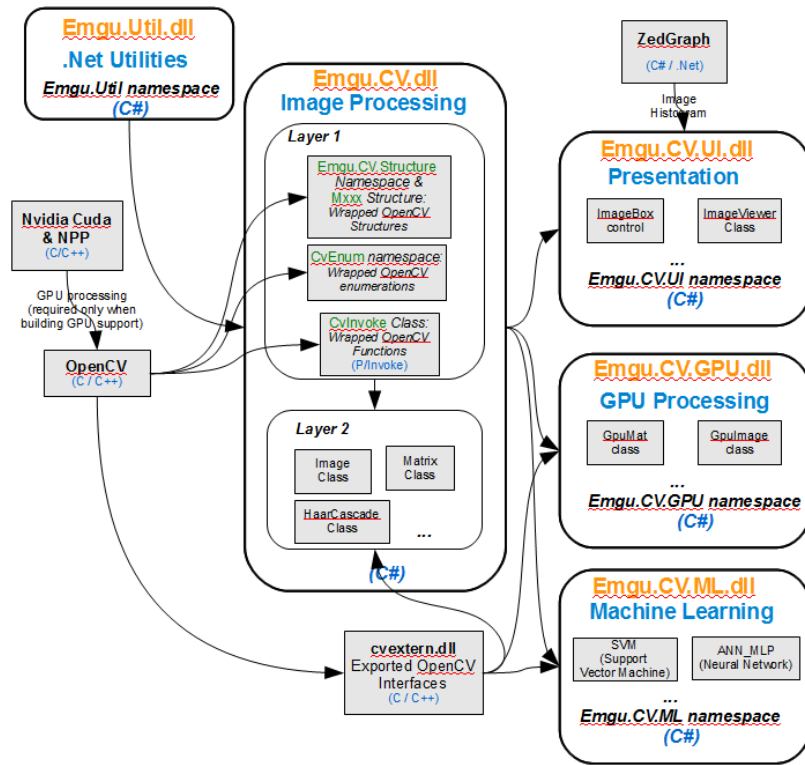 Emgu.Util.dll
.Net Utilities
Emgu.Util namespace
(C#)
ZedGraph
(C# / .Net)
Image
Histogram
Emgu.CV.dll
Image Processing
Layer 1
Emgu.CV.Structure
Namespace &
Mxxx Structure:
Wrapped OpenCV
Structures
CvEnum namespace:
Wrapped OpenCV
enumerations
CvInvoke Class:
Wrapped OpenCV
Functions
(P/Invoke)
Layer 2
Image
Class
Matrix
Class
HaarCascade
Class
...
(C#)
Nvidia Cuda
& NPP
(C/C++)
GPU processing
(required only when
building GPU support)
OpenCV
(C / C++)
cvextern.dll
Exported OpenCV
Interfaces
(C / C++)
Emgu.CV.UI.dll
Presentation
ImageBox
control
ImageViewer
Class
...
Emgu.CV.UI namespace
(C#)
Emgu.CV.GPU.dll
GPU Processing
GpuMat
class
GpuImage
class
...
Emgu.CV.GPU namespace
(C#)
Emgu.CV.ML.dll
Machine Learning
SVM
(Support
Vector Machine)
ANN_MLP
(Neural Network)
...
Emgu.CV.ML namespace
(C#)